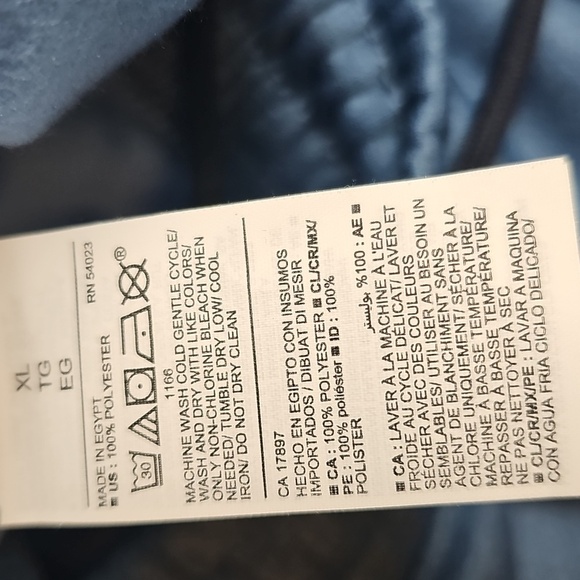 XL
TG
EG
MADE IN EGYPT RN 54023
US : 100% POLYESTER
30 ®
1166
MACHINE WASH COLD GENTLE CYCLE/
WASH AND DRY WITH LIKE COLORS/
ONLY NON-CHLORINE BLEACH WHEN
NEEDED/ TUMBLE DRY LOW/ COOL
IRON/ DO NOT DRY CLEAN
CA 17897
HECHO EN EGIPTO CON INSUMOS
IMPORTADOS / DIBUAT DI MESIR
CA : 100% POLYESTER CL/CR/MX/
PE : 100% poliéster ID : 100%
POLISTER بوليستر %100 : AE
CA : LAVER À LA MACHINE À L'EAU
FROIDE AU CYCLE DÉLICAT/ LAVER ET
SÉCHER AVEC DES COULEURS
SEMBLABLES/ UTILISER AU BESOIN UN
AGENT DE BLANCHIMENT SANS
CHLORE UNIQUEMENT/ SÉCHER À LA
MACHINE À BASSE TEMPÉRATURE/
REPASSER À BASSE TEMPÉRATURE/
NE PAS NETTOYER À SEC
CL/CR/MX/PE : LAVAR A MAQUINA
CON AGUA FRIA CICLO DELICADO/